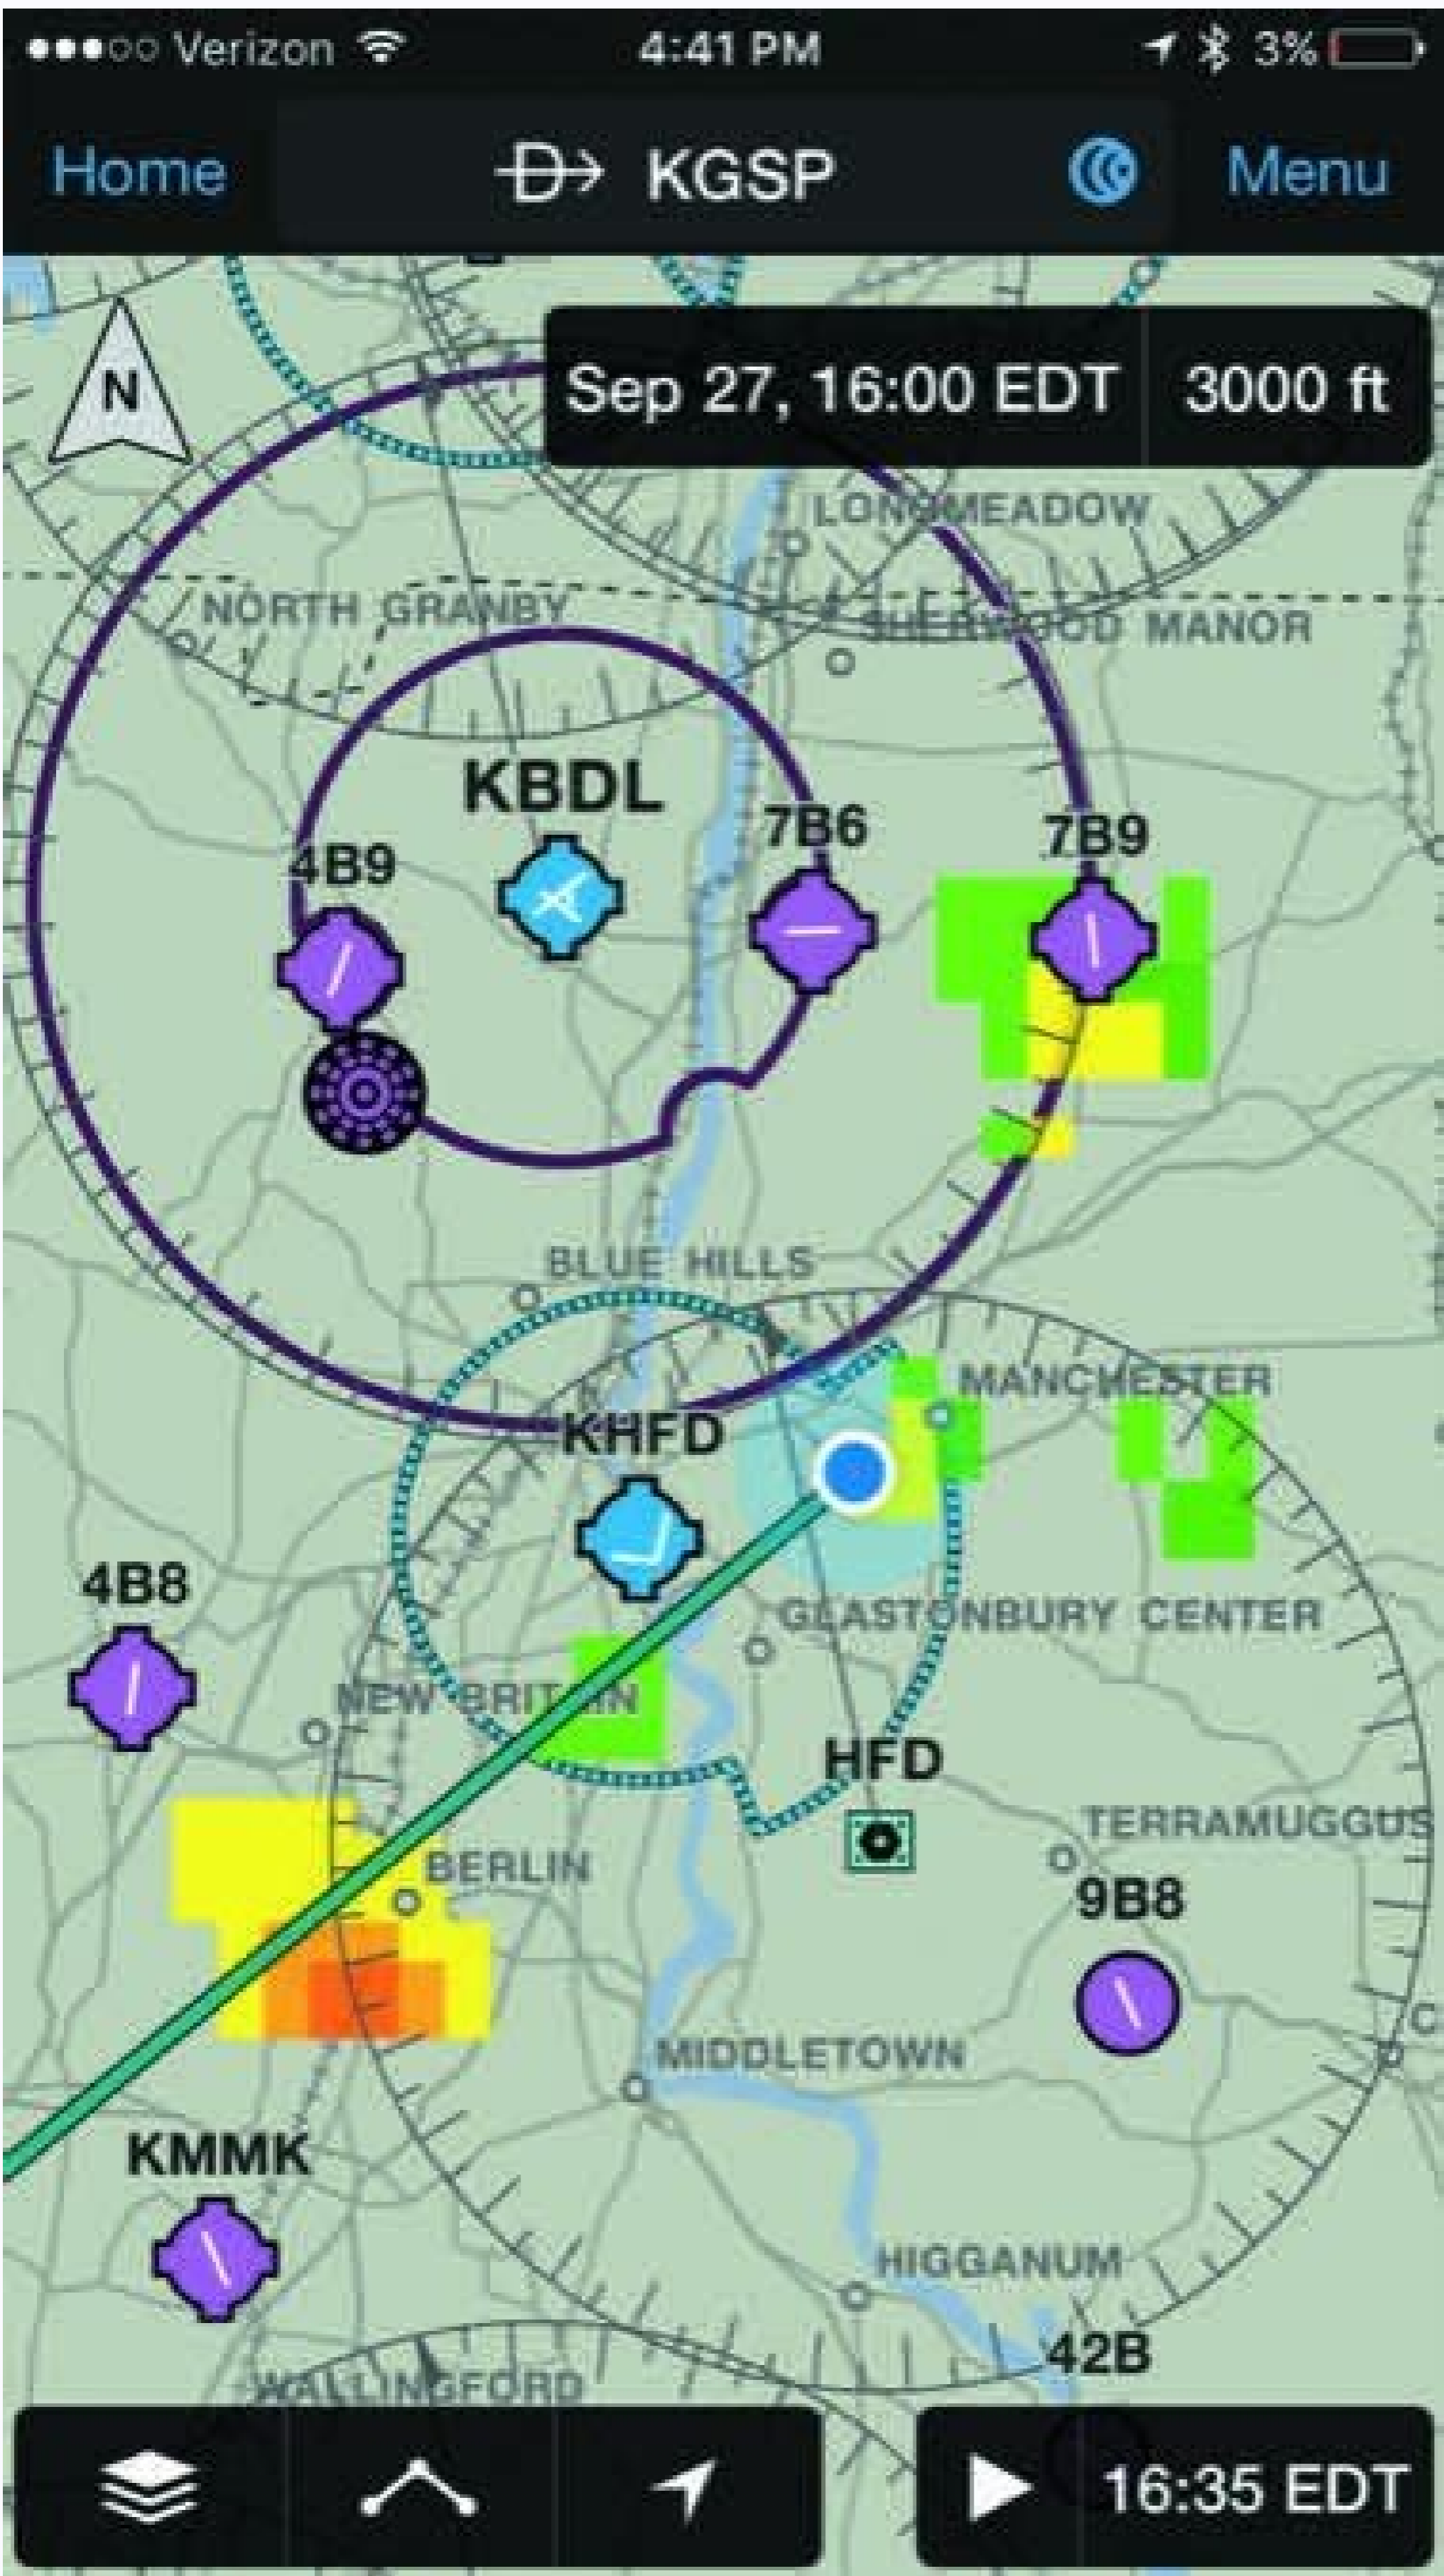 Verizon 4:41 PM 3%
Home KGSP Menu
N
Sep 27, 16:00 EDT 3000 ft
LONGMEADOW
NORTH GRANBY
SHERWOOD MANOR
KBDL
7B6
7B9
4B9
BLUE HILLS
MANCHESTER
KHFD
4B8
GLASTONBURY CENTER
NEW BRITAIN
HFD
TERRAMUGGUS
BERLIN
9B8
C
MIDDLETOWN
KMMK
HIGGANUM
42B
WALLINGFORD
16:35 EDT